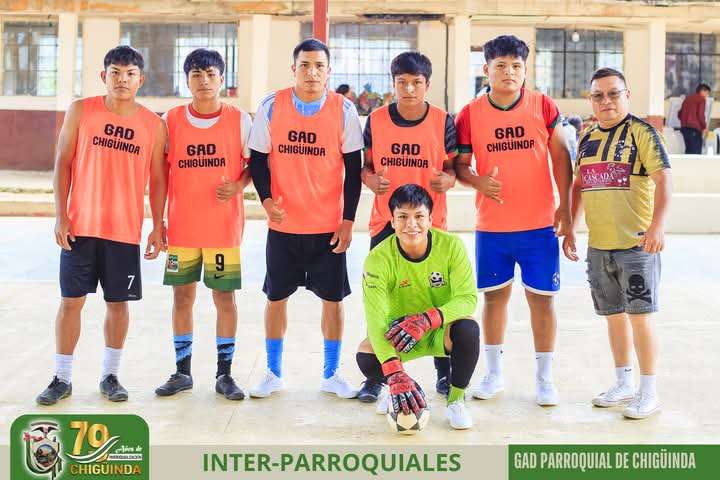 GAD
CHIGÜINDA
GAD
CHIGÜINDA
GAD
CHIGÜINDA
GAD
CHIGÜINDA
GAD
CHIGÜINDA
LA
CASCADA
7
9
70 Años de
PARROQUIALIZACIÓN
CHIGÜINDA
INTER-PARROQUIALES
GAD PARROQUIAL DE CHIGÜINDA